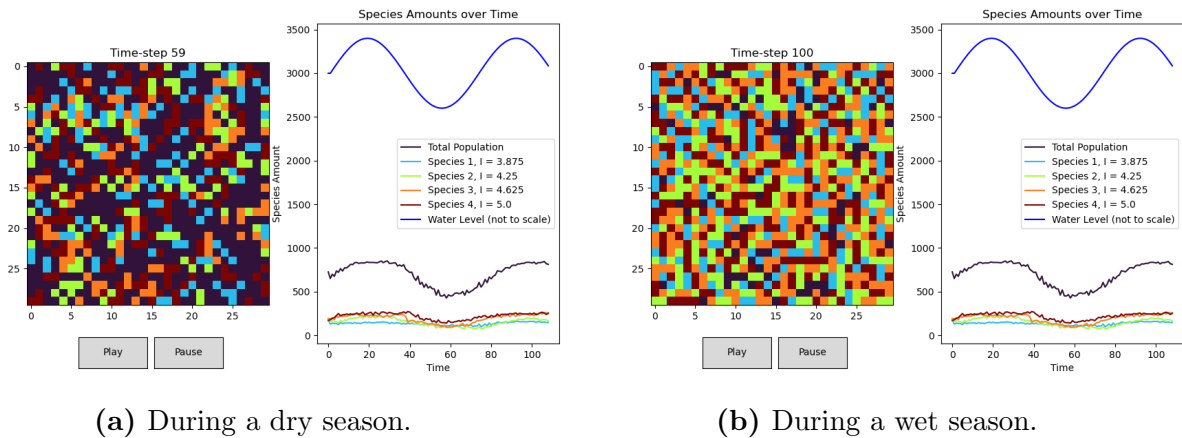 Time-step 59
0
5
10
15
20
25
0 5 10 15 20 25
Play Pause
Species Amounts over Time
3500
3000
2500
2000
1500
1000
500
0
Species Amount
Total Population
Species 1, I = 3.875
Species 2, I = 4.25
Species 3, I = 4.625
Species 4, I = 5.0
Water Level (not to scale)
0 20 40 60 80 100
Time
(a) During a dry season.
Time-step 100
0
5
10
15
20
25
0 5 10 15 20 25
Play Pause
Species Amounts over Time
3500
3000
2500
2000
1500
1000
500
0
Species Amount
Total Population
Species 1, I = 3.875
Species 2, I = 4.25
Species 3, I = 4.625
Species 4, I = 5.0
Water Level (not to scale)
0 20 40 60 80 100
Time
(b) During a wet season.